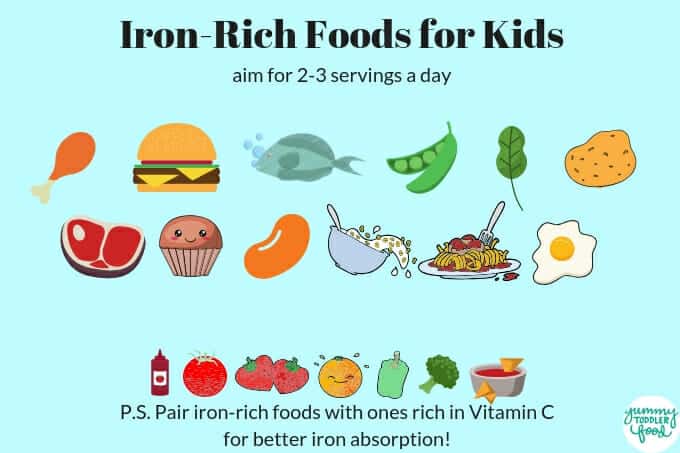 Iron-Rich Foods for Kids
aim for 2-3 servings a day
P.S. Pair iron-rich foods with ones rich in Vitamin C
for better iron absorption!
yummy
TODDLER
food